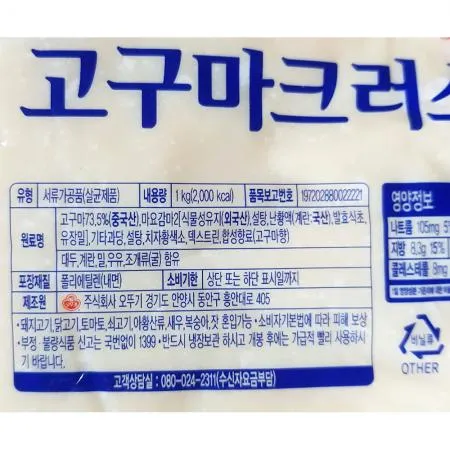 고구마크러스
유형 서류가공품(살균제품) 내용량 1kg(2,000 kcal) 품목보고번호 197202880022221
원료명 고구마73.5%(중국산), 마요감마2[식물성유지(외국산), 설탕, 난황액(계란:국산), 발효식초,
유장밀], 기타과당, 설탕, 치자황색소, 덱스트린, 합성향료(고구마향)
대두, 계란, 밀, 우유, 조개류(굴) 함유
포장재질 폴리에틸렌(내면) 소비기한 상단 또는 하단 표시일까지
제조원 주식회사 오뚜기 경기도 안양시 동안구 흥안대로 405
•돼지고기, 닭고기, 토마토, 쇠고기, 아황산류, 새우, 복숭아, 잣 혼입가능 •소비자기본법에 따라 피해 보상
•부정·불량식품 신고는 국번없이 1399 •반드시 냉장보관 하시고 개봉 후에는 가급적 빨리 사용하시
기 바랍니다.
고객상담실 : 080-024-2311(수신자요금부담)
영양정보
나트륨 105mg 5%
지방 8.3g 15%
콜레스테롤 8mg
비닐류
OTHER